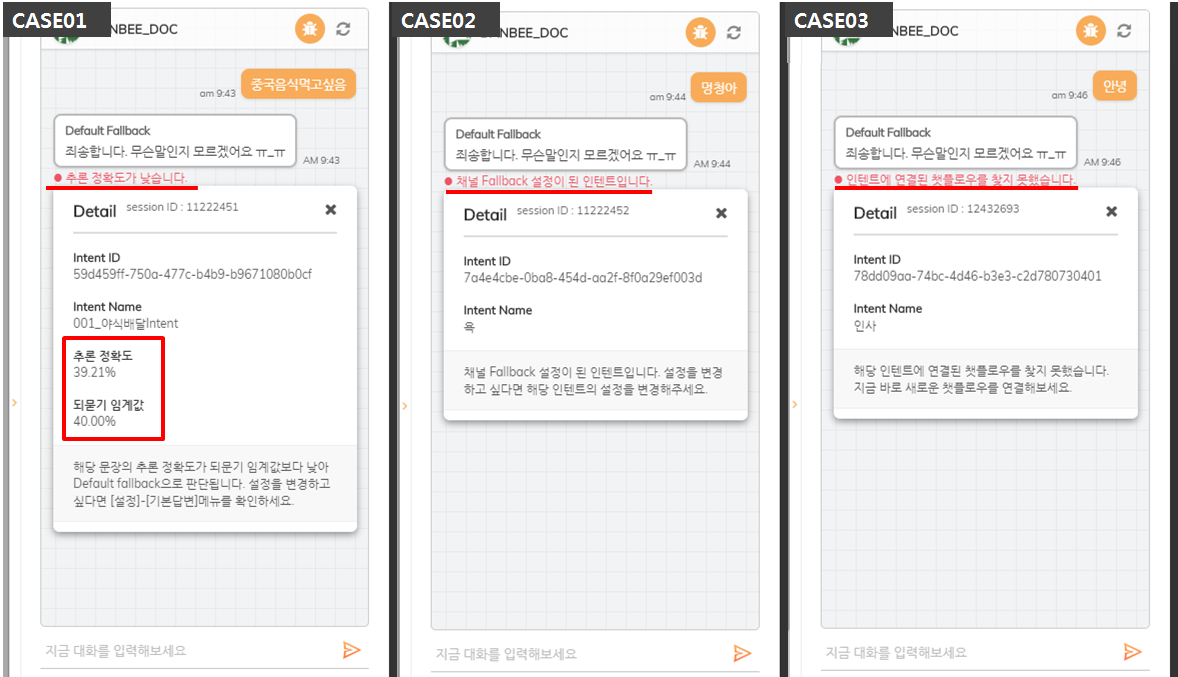 CASE01
NBEE_DOC
중국음식먹고싶음
am 9:43
Default Fallback
죄송합니다. 무슨말인지 모르겠어요 ㅠ_ㅠ
AM 9:43
추론 정확도가 낮습니다.
Detail
session ID : 11222451
Intent ID
59d459ff-750a-477c-b4b9-b9671080b0cf
Intent Name
001_야식배달Intent
추론 정확도
39.21%
되묻기 임계값
40.00%
해당 문장의 추론 정확도가 되묻기 임계값보다 낮아
Default fallback으로 판단됩니다. 설정을 변경하고
싶다면 [설정]-[기본답변]메뉴를 확인하세요.
지금 대화를 입력해보세요
CASE02
NBEE_DOC
멍청아
am 9:44
Default Fallback
죄송합니다. 무슨말인지 모르겠어요 ㅠ_ㅠ
AM 9:44
채널 Fallback 설정이 된 인텐트입니다.
Detail
session ID : 11222452
Intent ID
7a4e4cbe-0ba8-454d-aa2f-8f0a29ef003d
Intent Name
욕
채널 Fallback 설정이 된 인텐트입니다. 설정을 변경
하고 싶다면 해당 인텐트의 설정을 변경해주세요.
지금 대화를 입력해보세요
CASE03
NBEE_DOC
안녕
am 9:46
Default Fallback
죄송합니다. 무슨말인지 모르겠어요 ㅠ_ㅠ
AM 9:46
인텐트에 연결된 챗플로우를 찾지 못했습니다.
Detail
session ID : 12432693
Intent ID
78dd09aa-74bc-4d46-b3e3-c2d780730401
Intent Name
인사
해당 인텐트에 연결된 챗플로우를 찾지 못했습니다.
지금 바로 새로운 챗플로우를 연결해보세요.
지금 대화를 입력해보세요